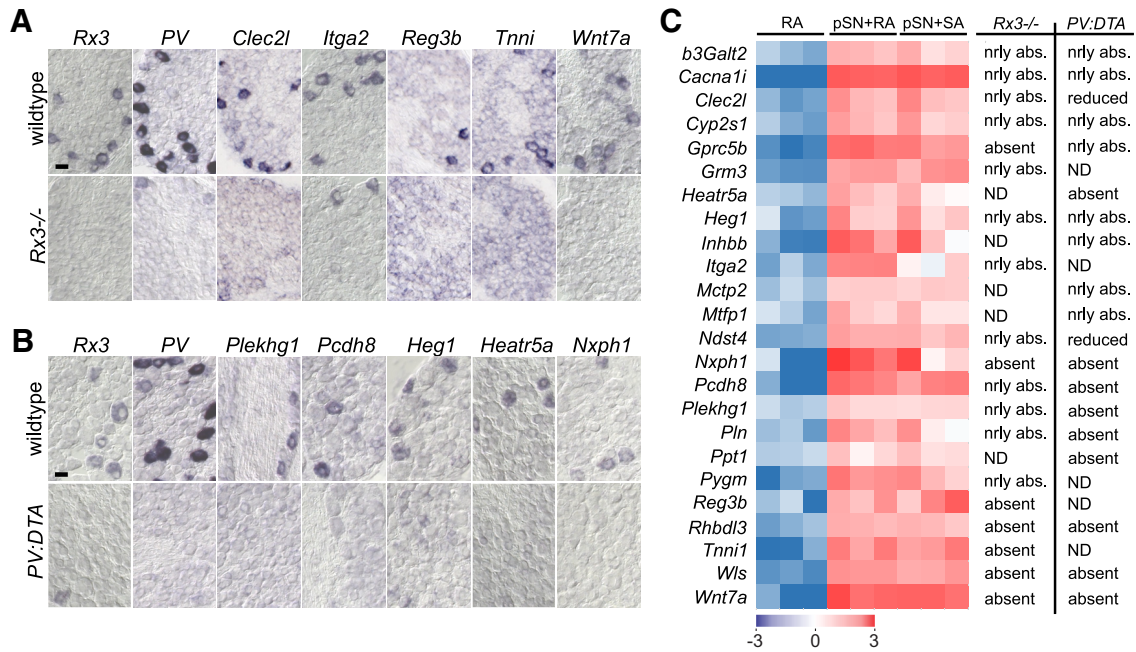 A
Rx3 PV Clec2l Itga2 Reg3b Tnni Wnt7a
wildtype
Rx3-/-
B
Rx3 PV Plekhg1 Pcdh8 Heg1 Heatr5a Nxph1
wildtype
PV:DTA
C
RA pSN+RA pSN+SA Rx3-/- PV:DTA
b3Galt2 nrly abs. nrly abs.
Cacna1i nrly abs. nrly abs.
Clec2l nrly abs. reduced
Cyp2s1 nrly abs. nrly abs.
Gprc5b absent nrly abs.
Grm3 nrly abs. ND
Heatr5a ND absent
Heg1 nrly abs. nrly abs.
Inhbb ND nrly abs.
Itga2 nrly abs. ND
Mctp2 ND nrly abs.
Mtfp1 ND nrly abs.
Ndst4 nrly abs. reduced
Nxph1 absent absent
Pcdh8 nrly abs. absent
Plekhg1 nrly abs. absent
Pln nrly abs. absent
Ppt1 ND absent
Pygm nrly abs. ND
Reg3b absent ND
Rhbdl3 absent absent
Tnni1 absent ND
Wls absent absent
Wnt7a absent absent
-3 0 3